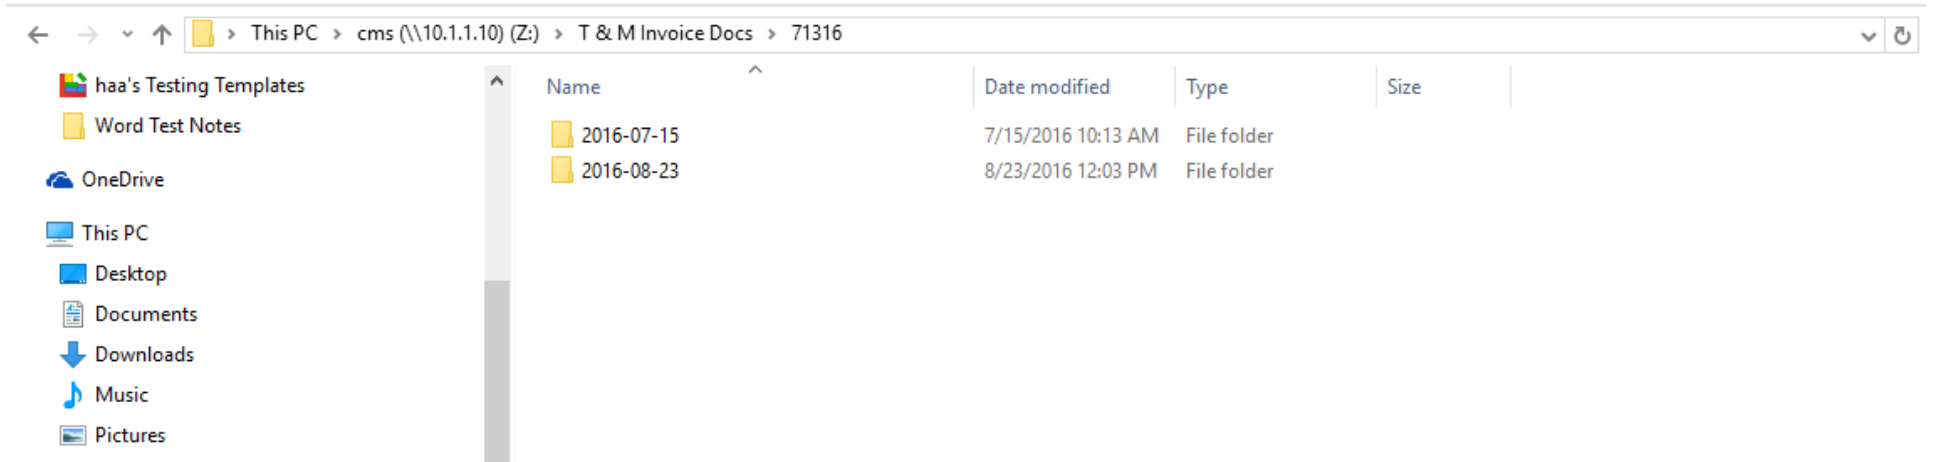 This PC > cms (\\10.1.1.10) (Z:) > T & M Invoice Docs > 71316
haa's Testing Templates
Word Test Notes
OneDrive
This PC
Desktop
Documents
Downloads
Music
Pictures
Name Date modified Type Size
2016-07-15 7/15/2016 10:13 AM File folder
2016-08-23 8/23/2016 12:03 PM File folder